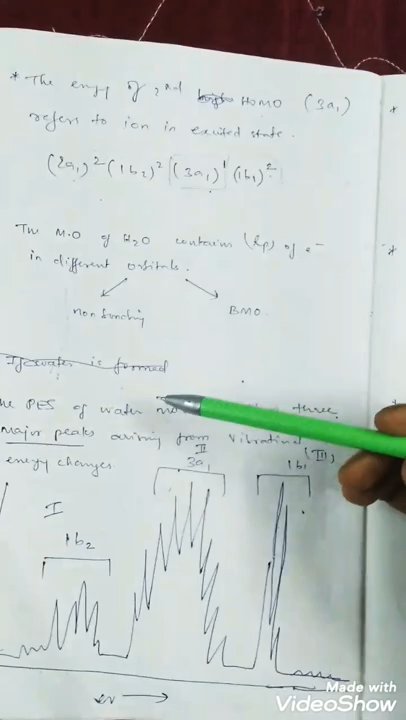 * The energy of 2nd HOMO (3a₁)
refers to ion in excited state.
(2a₁)² (1b₂)² (3a₁)¹ (1b₁)²
The M.O of H₂O contains (lp) of e⁻
in different orbitals.
Non bonding BMO
If water is formed
the PES of water three
major peaks arising from Vibrational
energy changes
I
1b₂
II
3a₁
(III)
1b₁
ev →
*
*
Made with
VideoShow